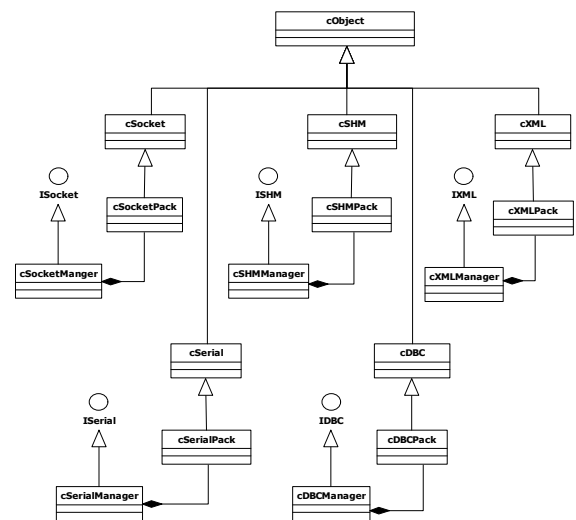 cObject
cSocket
cSHM
cXML
ISocket
ISHM
IXML
cSocketPack
cSHMPack
cXMLPack
cSocketManger
cSHMManager
cXMLManager
cSerial
cDBC
ISerial
IDBC
cSerialPack
cDBCPack
cSerialManager
cDBCManager